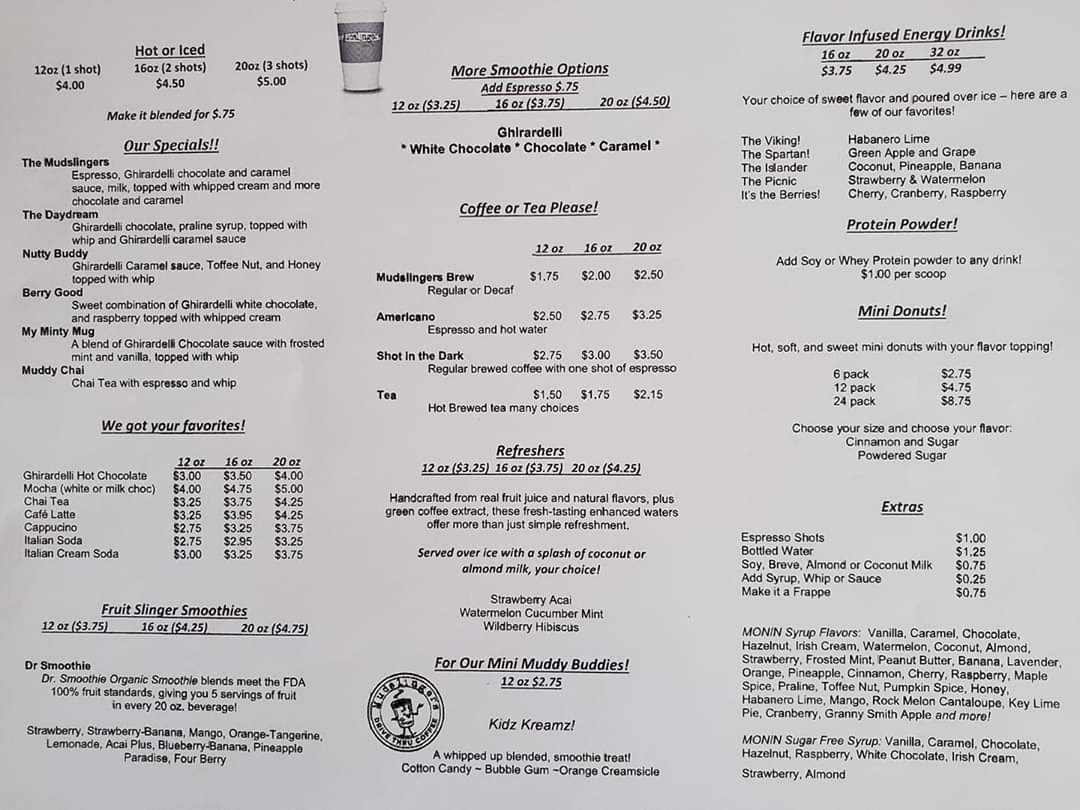 Hot or Iced
12oz (1 shot) 16oz (2 shots) 20oz (3 shots)
$4.00 $4.50 $5.00
Make it blended for $.75
Our Specials!!
The Mudslingers
Espresso, Ghirardelli chocolate and caramel
sauce, milk, topped with whipped cream and more
chocolate and caramel
The Daydream
Ghirardelli chocolate, praline syrup, topped with
whip and Ghirardelli caramel sauce
Nutty Buddy
Ghirardelli Caramel sauce, Toffee Nut, and Honey
topped with whip
Berry Good
Sweet combination of Ghirardelli white chocolate,
and raspberry topped with whipped cream
My Minty Mug
A blend of Ghirardelli Chocolate sauce with frosted
mint and vanilla, topped with whip
Muddy Chai
Chai Tea with espresso and whip
We got your favorites!
12 oz 16 oz 20 oz
Ghirardelli Hot Chocolate $3.00 $3.50 $4.00
Mocha (white or milk choc) $4.00 $4.75 $5.00
Chai Tea $3.25 $3.75 $4.25
Café Latte $3.25 $3.95 $4.25
Cappucino $2.75 $3.25 $3.75
Italian Soda $2.75 $2.95 $3.25
Italian Cream Soda $3.00 $3.25 $3.75
Fruit Slinger Smoothies
12 oz ($3.75) 16 oz ($4.25) 20 oz ($4.75)
Dr Smoothie
Dr. Smoothie Organic Smoothie blends meet the FDA
100% fruit standards, giving you 5 servings of fruit
in every 20 oz. beverage!
Strawberry, Strawberry-Banana, Mango, Orange-Tangerine,
Lemonade, Acai Plus, Blueberry-Banana, Pineapple
Paradise, Four Berry
More Smoothie Options
Add Espresso $.75
12 oz ($3.25) 16 oz ($3.75) 20 oz ($4.50)
Ghirardelli
* White Chocolate * Chocolate * Caramel *
Coffee or Tea Please!
12 oz 16 oz 20 oz
Mudslingers Brew $1.75 $2.00 $2.50
Regular or Decaf
Americano $2.50 $2.75 $3.25
Espresso and hot water
Shot in the Dark $2.75 $3.00 $3.50
Regular brewed coffee with one shot of espresso
Tea $1.50 $1.75 $2.15
Hot Brewed tea many choices
Refreshers
12 oz ($3.25) 16 oz ($3.75) 20 oz ($4.25)
Handcrafted from real fruit juice and natural flavors, plus
green coffee extract, these fresh-tasting enhanced waters
offer more than just simple refreshment.
Served over ice with a splash of coconut or
almond milk, your choice!
Strawberry Acai
Watermelon Cucumber Mint
Wildberry Hibiscus
For Our Mini Muddy Buddies!
12 oz $2.75
Mudslingers
DRIVE THRU COFFEE
Kidz Kreamz!
A whipped up blended, smoothie treat!
Cotton Candy ~ Bubble Gum ~Orange Creamsicle
Flavor Infused Energy Drinks!
16 oz 20 oz 32 oz
$3.75 $4.25 $4.99
Your choice of sweet flavor and poured over ice – here are a
few of our favorites!
The Viking! Habanero Lime
The Spartan! Green Apple and Grape
The Islander Coconut, Pineapple, Banana
The Picnic Strawberry & Watermelon
It's the Berries! Cherry, Cranberry, Raspberry
Protein Powder!
Add Soy or Whey Protein powder to any drink!
$1.00 per scoop
Mini Donuts!
Hot, soft, and sweet mini donuts with your flavor topping!
6 pack $2.75
12 pack $4.75
24 pack $8.75
Choose your size and choose your flavor:
Cinnamon and Sugar
Powdered Sugar
Extras
Espresso Shots $1.00
Bottled Water $1.25
Soy, Breve, Almond or Coconut Milk $0.75
Add Syrup, Whip or Sauce $0.25
Make it a Frappe $0.75
MONIN Syrup Flavors: Vanilla, Caramel, Chocolate,
Hazelnut, Irish Cream, Watermelon, Coconut, Almond,
Strawberry, Frosted Mint, Peanut Butter, Banana, Lavender,
Orange, Pineapple, Cinnamon, Cherry, Raspberry, Maple
Spice, Praline, Toffee Nut, Pumpkin Spice, Honey,
Habanero Lime, Mango, Rock Melon Cantaloupe, Key Lime
Pie, Cranberry, Granny Smith Apple and more!
MONIN Sugar Free Syrup: Vanilla, Caramel, Chocolate,
Hazelnut, Raspberry, White Chocolate, Irish Cream,
Strawberry, Almond